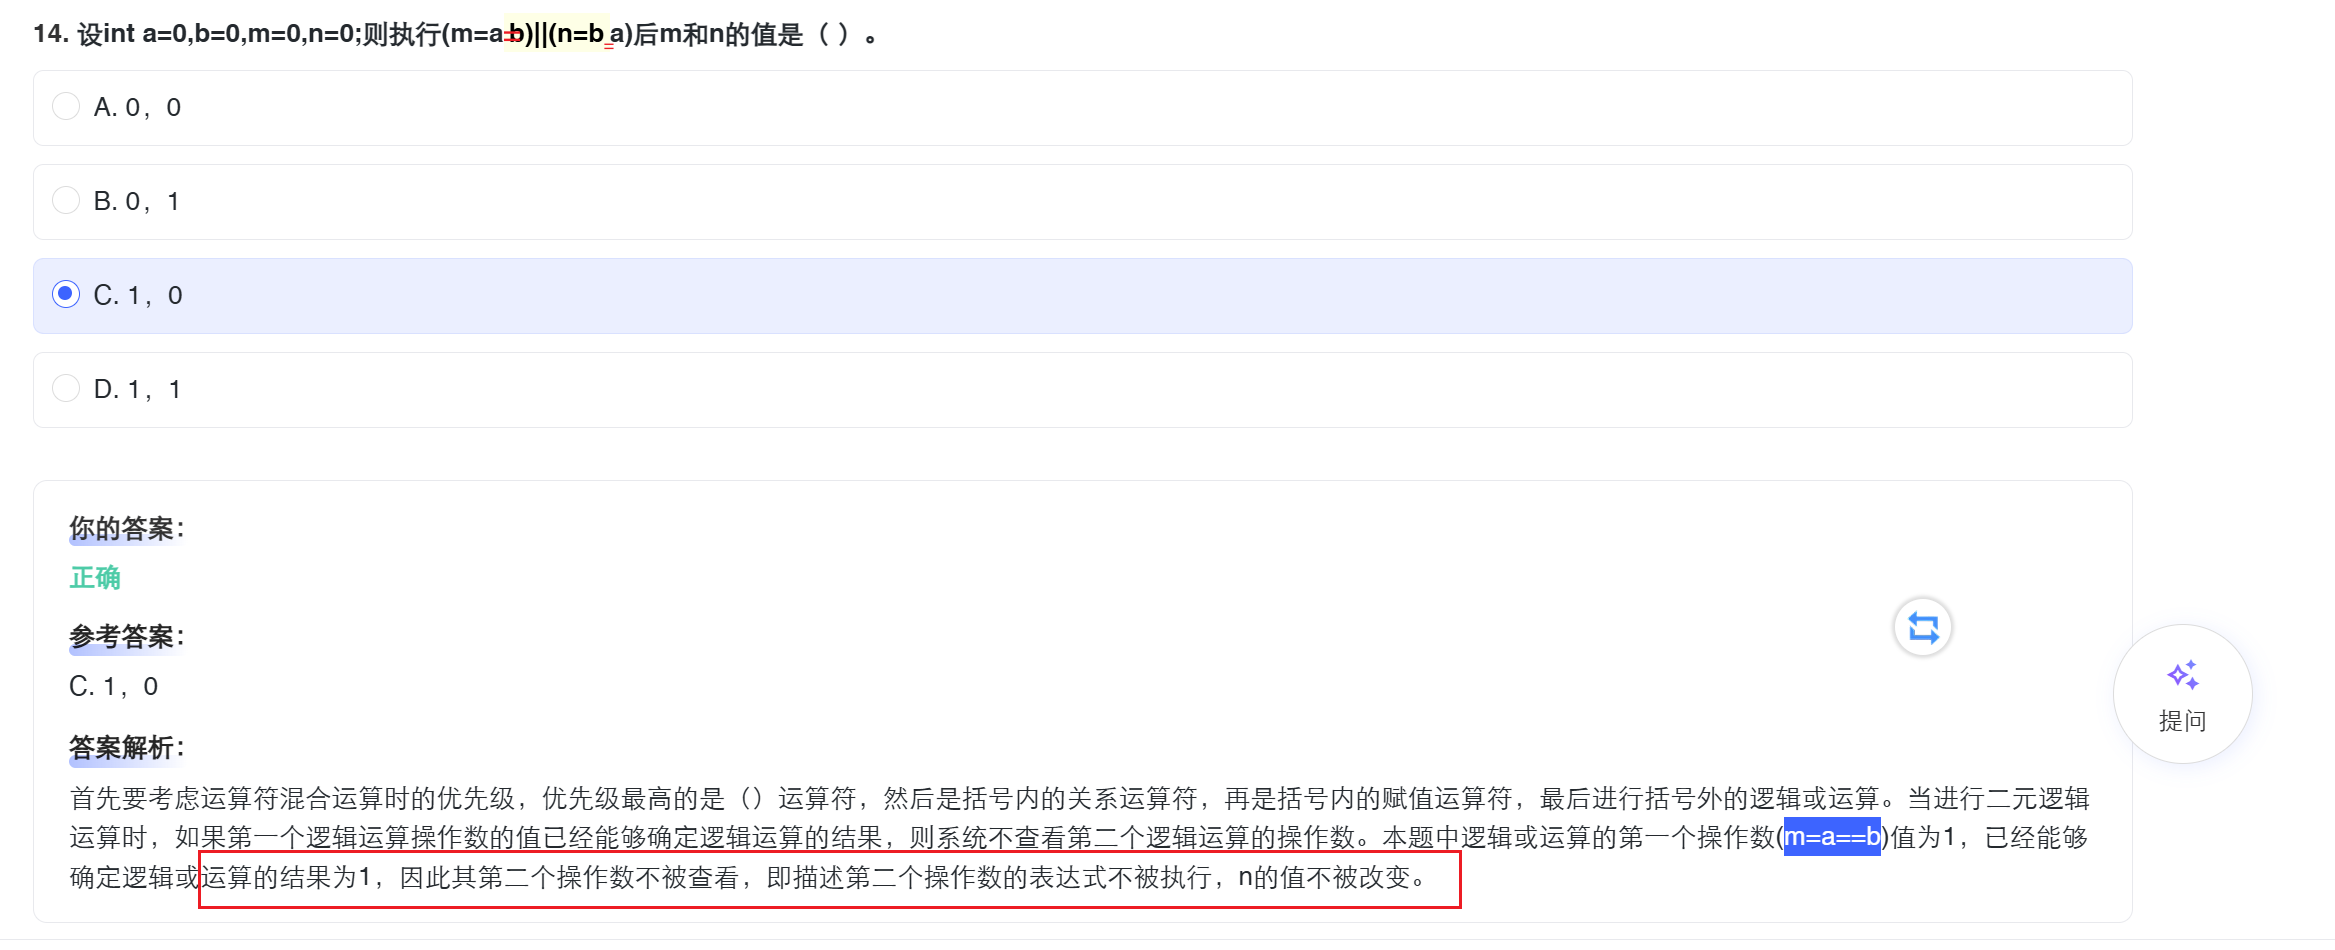 14. 设int a=0,b=0,m=0,n=0;则执行(m=a=b)||(n=b=a)后m和n的值是（ ）。
A. 0，0
B. 0，1
C. 1，0
D. 1，1
你的答案：
正确
参考答案：
C. 1，0
答案解析：
首先要考虑运算符混合运算时的优先级，优先级最高的是（）运算符，然后是括号内的关系运算符，再是括号内的赋值运算符，最后进行括号外的逻辑或运算。当进行二元逻辑
运算时，如果第一个逻辑运算操作数的值已经能够确定逻辑运算的结果，则系统不查看第二个逻辑运算的操作数。本题中逻辑或运算的第一个操作数(m=a==b)值为1，已经能够
确定逻辑或运算的结果为1，因此其第二个操作数不被查看，即描述第二个操作数的表达式不被执行，n的值不被改变。
提问